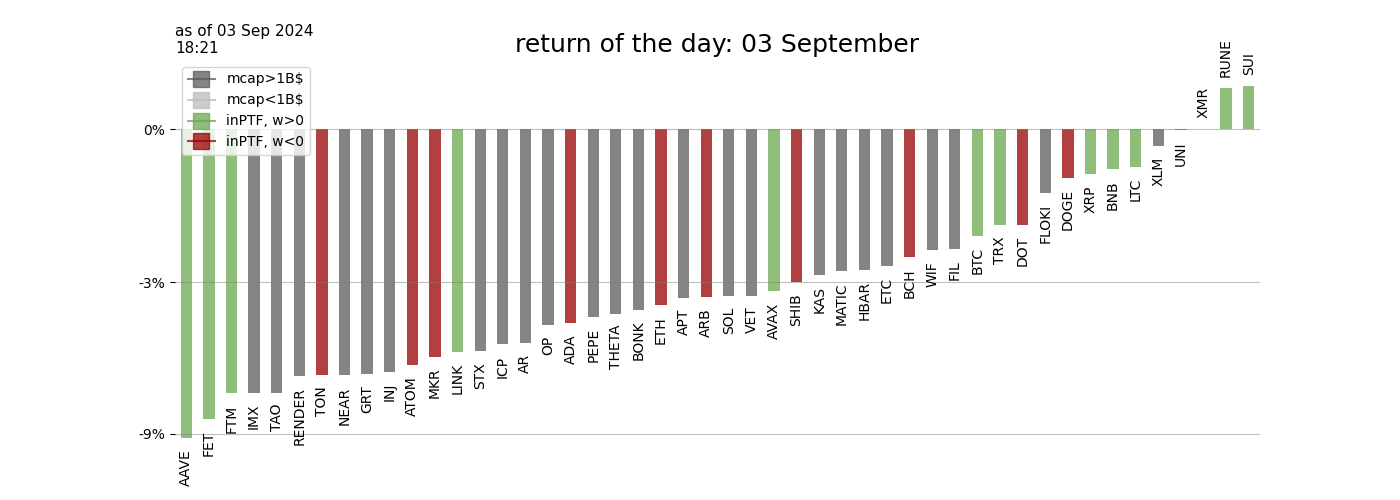 as of 03 Sep 2024
18:21
return of the day: 03 September
mcap>1B$
mcap<1B$
inPTF, w>0
inPTF, w<0
0%
-3%
-9%
AAVE
FET
FTM
IMX
TAO
RENDER
TON
NEAR
GRT
INJ
ATOM
MKR
LINK
STX
ICP
AR
OP
ADA
PEPE
THETA
BONK
ETH
APT
ARB
SOL
VET
AVAX
SHIB
KAS
MATIC
HBAR
ETC
BCH
WIF
FIL
BTC
TRX
DOT
FLOKI
DOGE
XRP
BNB
LTC
XLM
UNI
XMR
RUNE
SUI